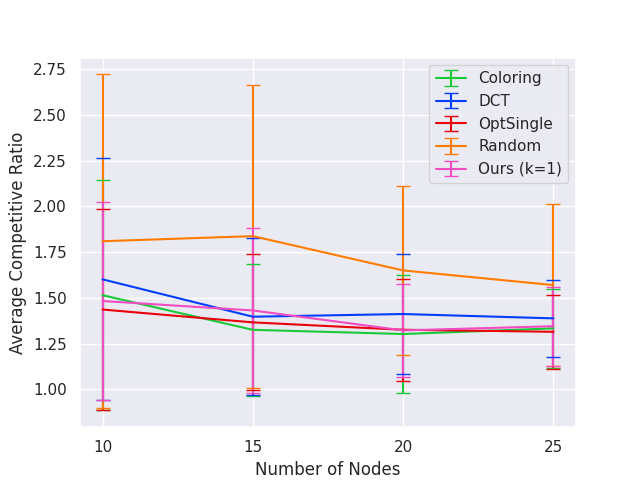 2.75
2.50
2.25
2.00
1.75
1.50
1.25
1.00
Average Competitive Ratio
10
15
20
25
Number of Nodes
Coloring
DCT
OptSingle
Random
Ours (k=1)